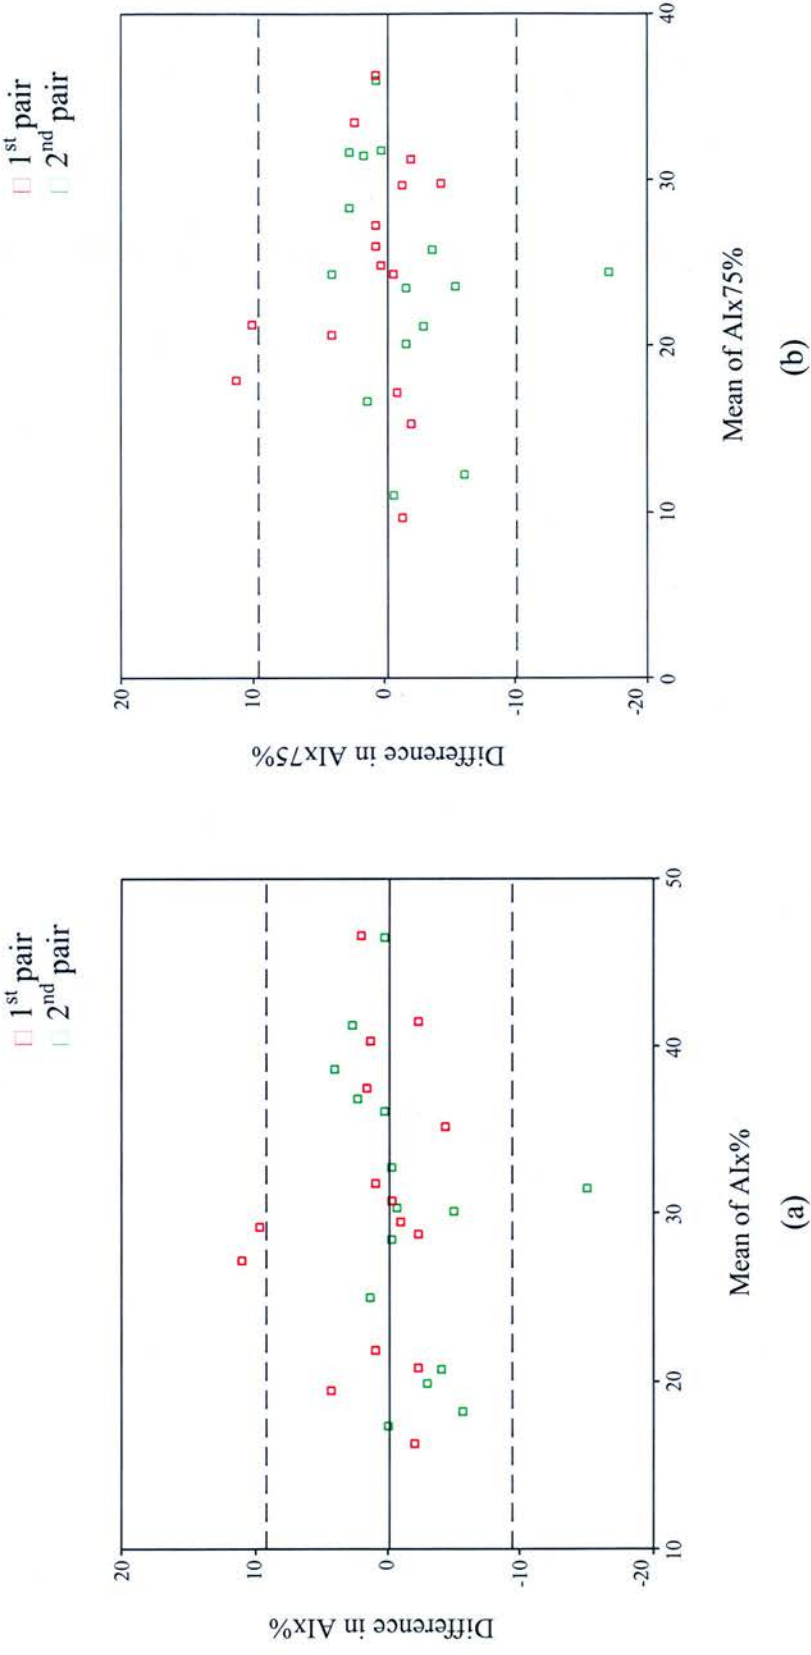 1st pair
2nd pair
20
10
0
-10
-20
Difference in AIx%
10
20
30
40
50
Mean of AIx%
(a)
1st pair
2nd pair
20
10
0
-10
-20
Difference in AIx75%
0
10
20
30
40
Mean of AIx75%
(b)